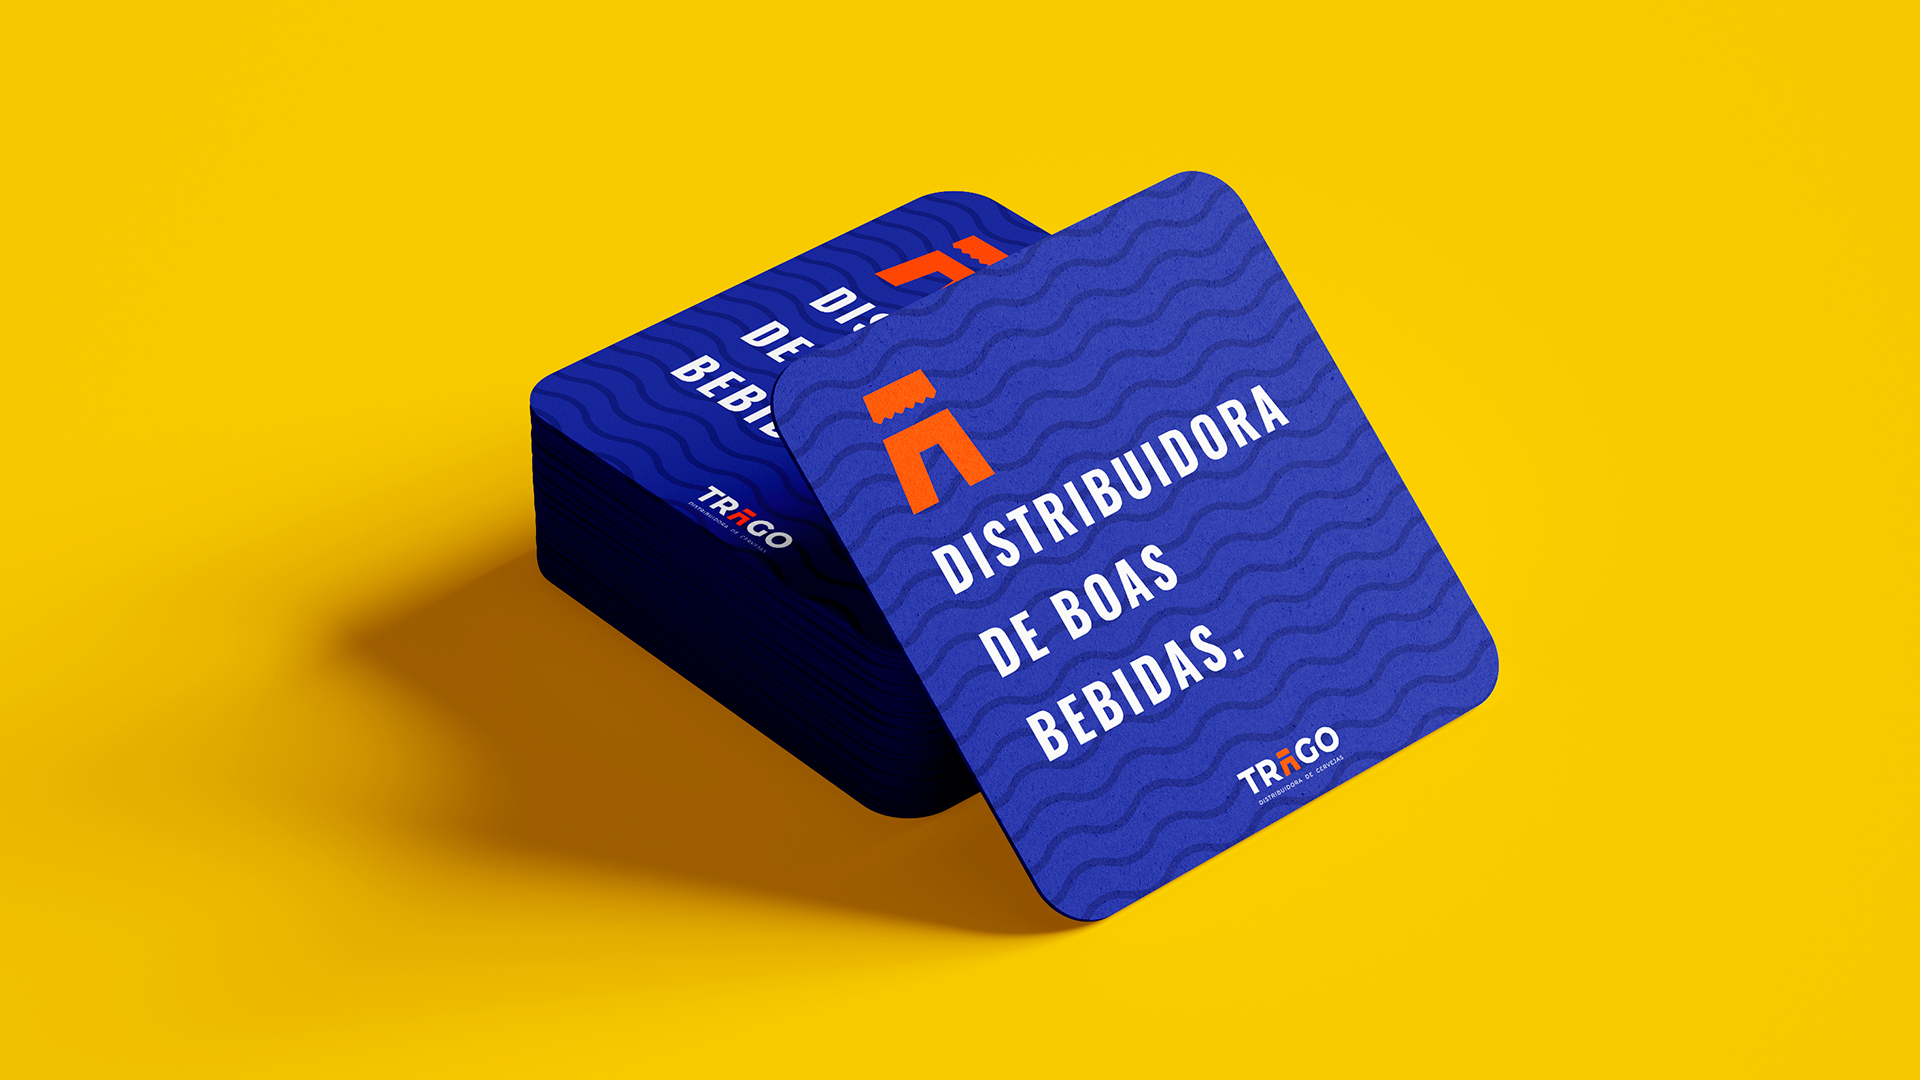 DIS
DE
BEBID
TRAGO
DISTRIBUIDORA DE CERVEJAS
DISTRIBUIDORA
DE BOAS
BEBIDAS.
TRAGO
DISTRIBUIDORA DE CERVEJAS